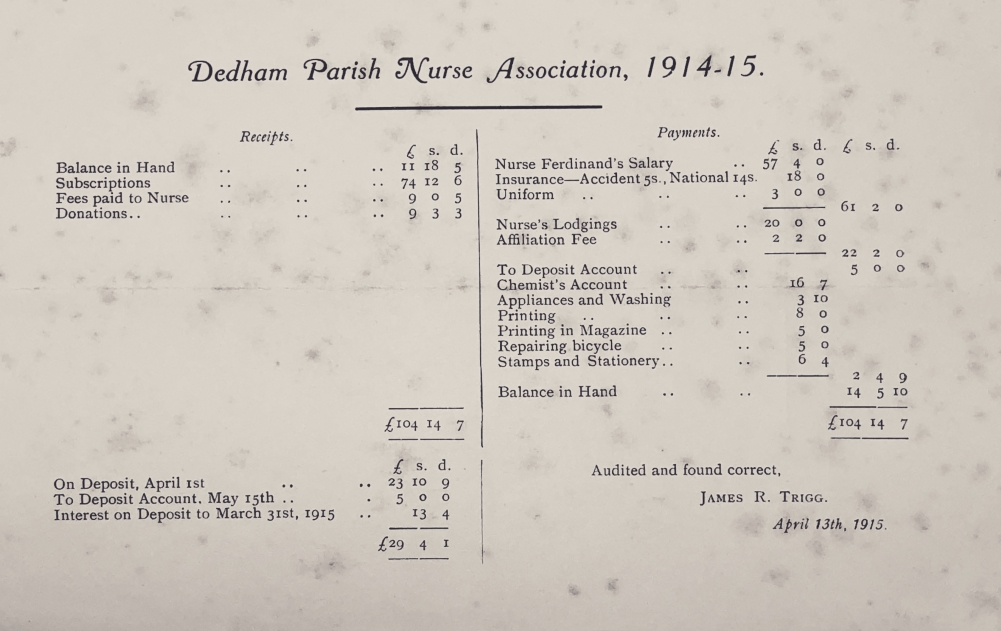 Dedham Parish Nurse Association, 1914-15.
Receipts.
£ s. d.
Balance in Hand .. .. .. 11 18 5
Subscriptions .. .. .. 74 12 6
Fees paid to Nurse .. .. .. 9 0 5
Donations.. .. .. .. 9 3 3
£104 14 7
£ s. d.
On Deposit, April 1st .. .. 23 10 9
To Deposit Account, May 15th .. . 5 0 0
Interest on Deposit to March 31st, 1915 .. 13 4
£29 4 1
Payments.
£ s. d. £ s. d.
Nurse Ferdinand's Salary .. 57 4 0
Insurance—Accident 5s., National 14s. 18 0
Uniform .. .. .. 3 0 0
61 2 0
Nurse's Lodgings .. .. 20 0 0
Affiliation Fee .. .. 2 2 0
22 2 0
To Deposit Account .. .. 5 0 0
Chemist's Account .. .. 16 7
Appliances and Washing .. 3 10
Printing .. .. .. 8 0
Printing in Magazine .. .. 5 0
Repairing bicycle .. .. 5 0
Stamps and Stationery.. .. 6 4
2 4 9
Balance in Hand .. .. 14 5 10
£104 14 7
Audited and found correct,
James R. Trigg.
April 13th, 1915.